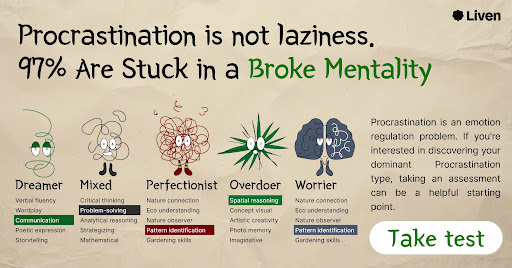 Liven
Procrastination is not laziness.
97% Are Stuck in a Broke Mentality
Dreamer
Verbal fluency
Wordplay
Communication
Poetic expression
Storytelling
Mixed
Critical thinking
Problem-solving
Analytical reasoning
Strategizing
Mathematical
Perfectionist
Nature connection
Eco understanding
Nature observer
Pattern identification
Gardening skills
Overdoer
Spatial reasoning
Concept visual
Artistic creativity
Photo memory
Imaginative
Worrier
Nature connection
Eco understanding
Nature observer
Pattern identification
Gardening skills
Procrastination is an emotion
regulation problem. If you're
interested in discovering your
dominant Procrastination
type, taking an assessment
can be a helpful starting
point.
Take test